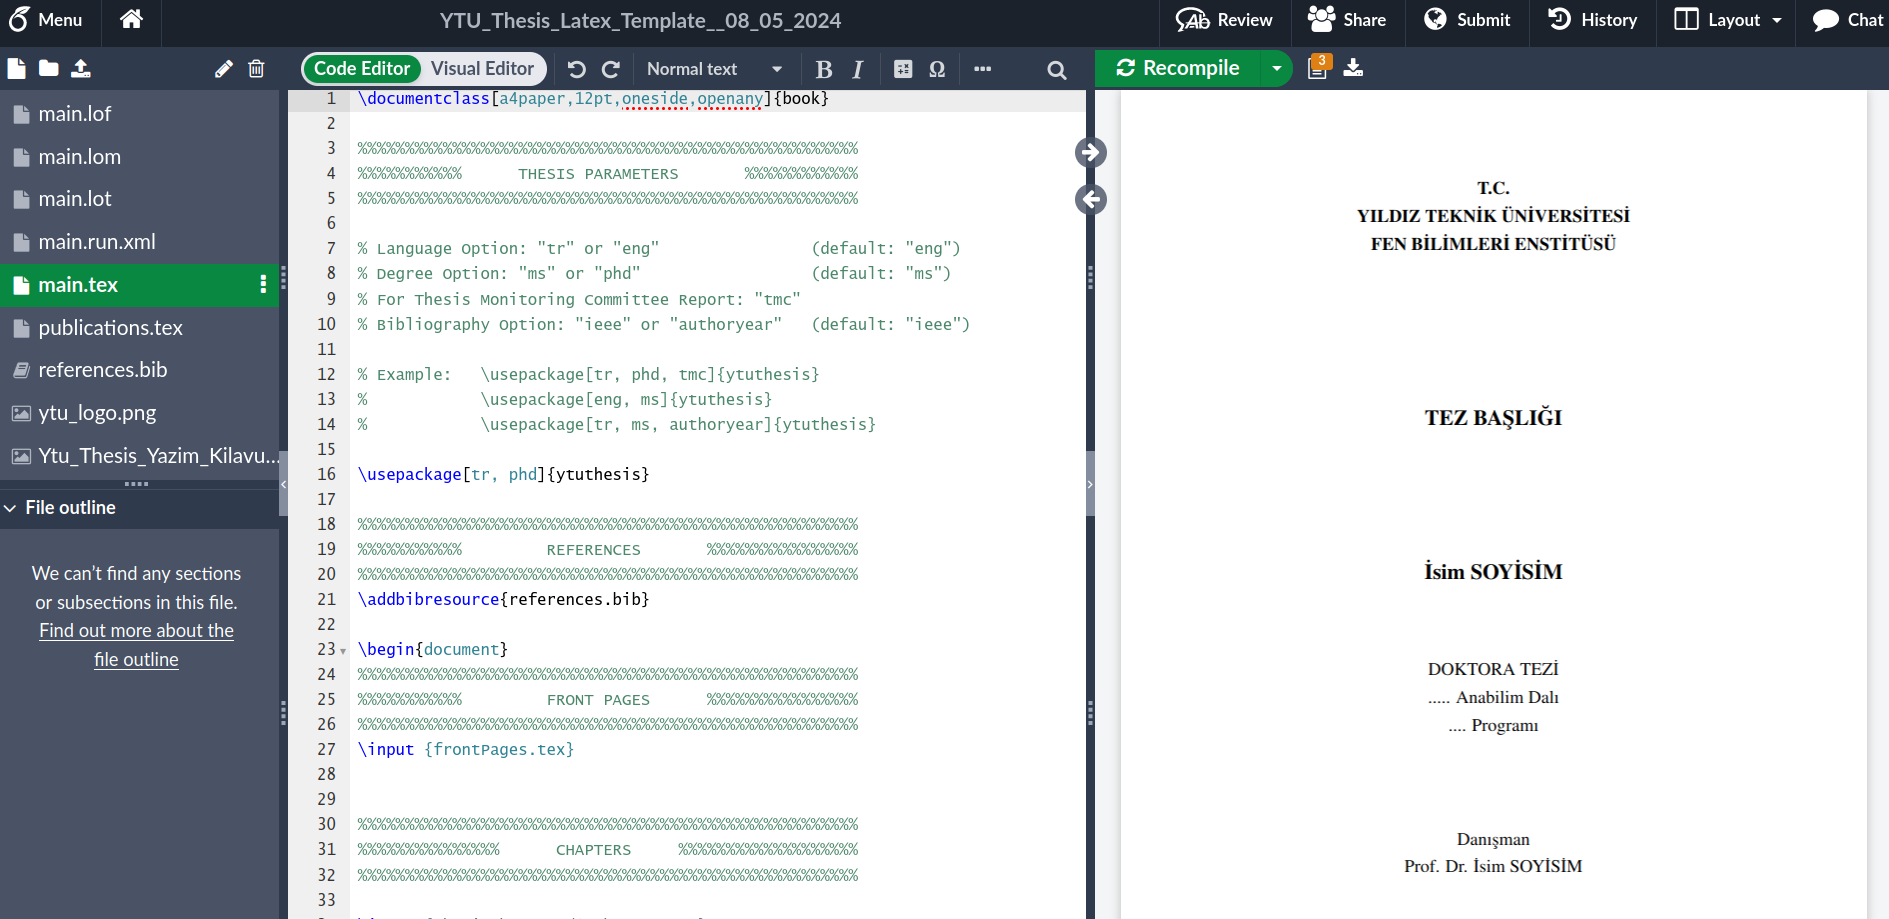 Menu
YTU_Thesis_Latex_Template__08_05_2024
Review
Share
Submit
History
Layout
Chat
Code Editor
Visual Editor
Normal text
B
I
Ω
Recompile
3
main.lof
main.lom
main.lot
main.run.xml
main.tex
publications.tex
references.bib
ytu_logo.png
Ytu_Thesis_Yazim_Kilavu...
File outline
We can't find any sections
or subsections in this file.
Find out more about the
file outline
1 \documentclass[a4paper,12pt,oneside,openany]{book}
2
3 %%%%%%%%%%%%%%%%%%%%%%%%%%%%%%%%%%%%%%%%%%%%%%%%%%%%%
4 %%%%%%%%%%% THESIS PARAMETERS %%%%%%%%%%%%
5 %%%%%%%%%%%%%%%%%%%%%%%%%%%%%%%%%%%%%%%%%%%%%%%%%%%%%
6
7 % Language Option: "tr" or "eng" (default: "eng")
8 % Degree Option: "ms" or "phd" (default: "ms")
9 % For Thesis Monitoring Committee Report: "tmc"
10 % Bibliography Option: "ieee" or "authoryear" (default: "ieee")
11
12 % Example: \usepackage[tr, phd, tmc]{ytuthesis}
13 % \usepackage[eng, ms]{ytuthesis}
14 % \usepackage[tr, ms, authoryear]{ytuthesis}
15
16 \usepackage[tr, phd]{ytuthesis}
17
18 %%%%%%%%%%%%%%%%%%%%%%%%%%%%%%%%%%%%%%%%%%%%%%%%%%%%%
19 %%%%%%%%%%% REFERENCES %%%%%%%%%%%%%%%%
20 %%%%%%%%%%%%%%%%%%%%%%%%%%%%%%%%%%%%%%%%%%%%%%%%%%%%%
21 \addbibresource{references.bib}
22
23 \begin{document}
24 %%%%%%%%%%%%%%%%%%%%%%%%%%%%%%%%%%%%%%%%%%%%%%%%%%%%%
25 %%%%%%%%%%% FRONT PAGES %%%%%%%%%%%%%%%%
26 %%%%%%%%%%%%%%%%%%%%%%%%%%%%%%%%%%%%%%%%%%%%%%%%%%%%%
27 \input {frontPages.tex}
28
29
30 %%%%%%%%%%%%%%%%%%%%%%%%%%%%%%%%%%%%%%%%%%%%%%%%%%%%%
31 %%%%%%%%%%%%%%% CHAPTERS %%%%%%%%%%%%%%%%%%%
32 %%%%%%%%%%%%%%%%%%%%%%%%%%%%%%%%%%%%%%%%%%%%%%%%%%%%%
33
T.C.
YILDIZ TEKNİK ÜNİVERSİTESİ
FEN BİLİMLERİ ENSTİTÜSÜ
TEZ BAŞLIĞI
İsim SOYİSİM
DOKTORA TEZİ
..... Anabilim Dalı
.... Programı
Danışman
Prof. Dr. İsim SOYİSİM